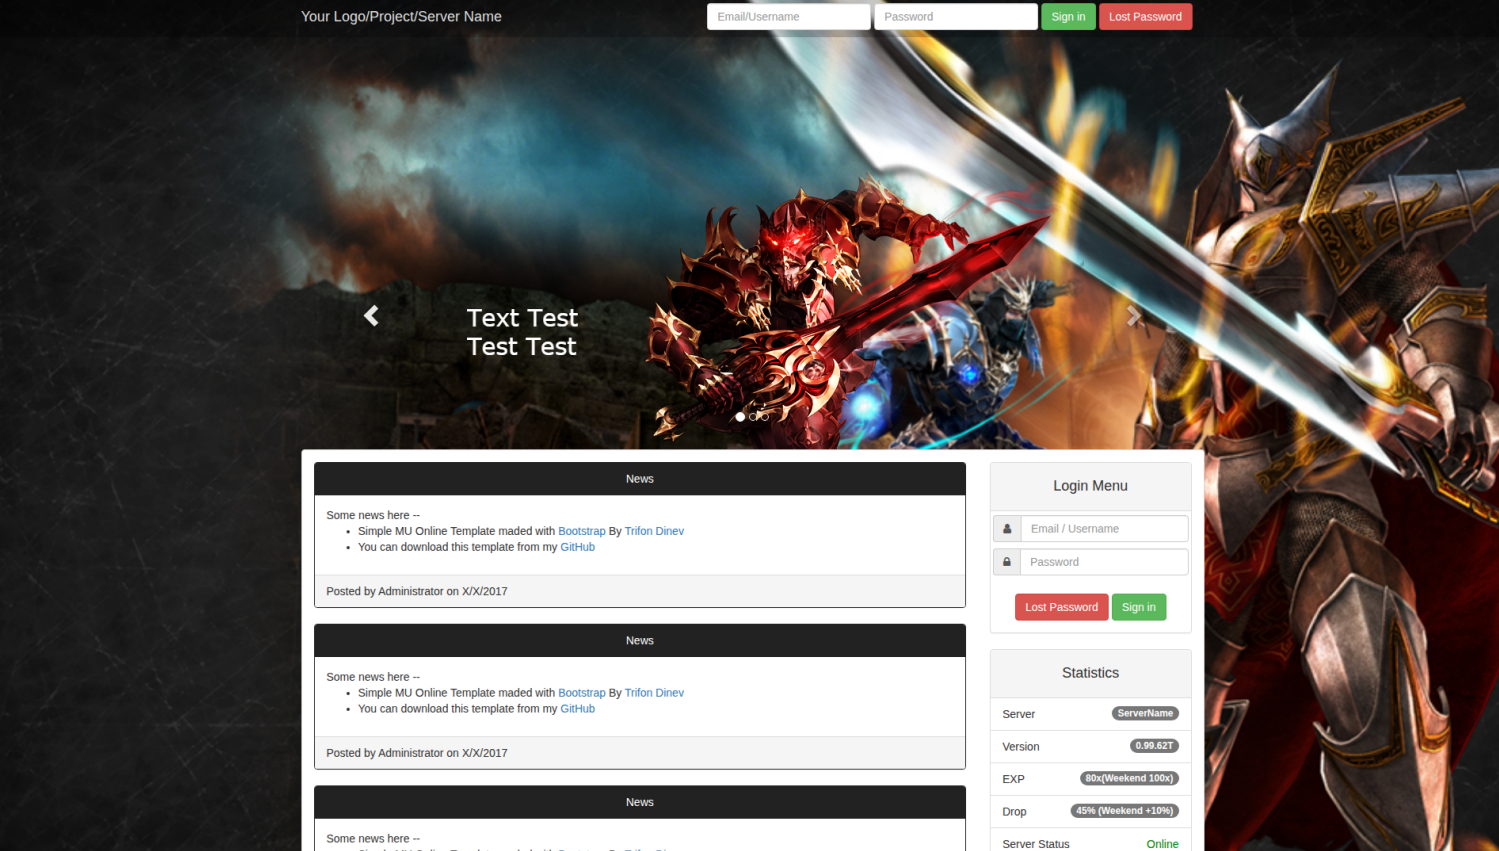 Your Logo/Project/Server Name
Email/Username
Password
Sign in
Lost Password
Text Test
Test Test
News
Some news here --
Simple MU Online Template maded with Bootstrap By Trifon Dinev
You can download this template from my GitHub
Posted by Administrator on X/X/2017
News
Some news here --
Simple MU Online Template maded with Bootstrap By Trifon Dinev
You can download this template from my GitHub
Posted by Administrator on X/X/2017
News
Some news here --
Login Menu
Email / Username
Password
Lost Password
Sign in
Statistics
Server ServerName
Version 0.99.62T
EXP 80x(Weekend 100x)
Drop 45% (Weekend +10%)
Server Status Online